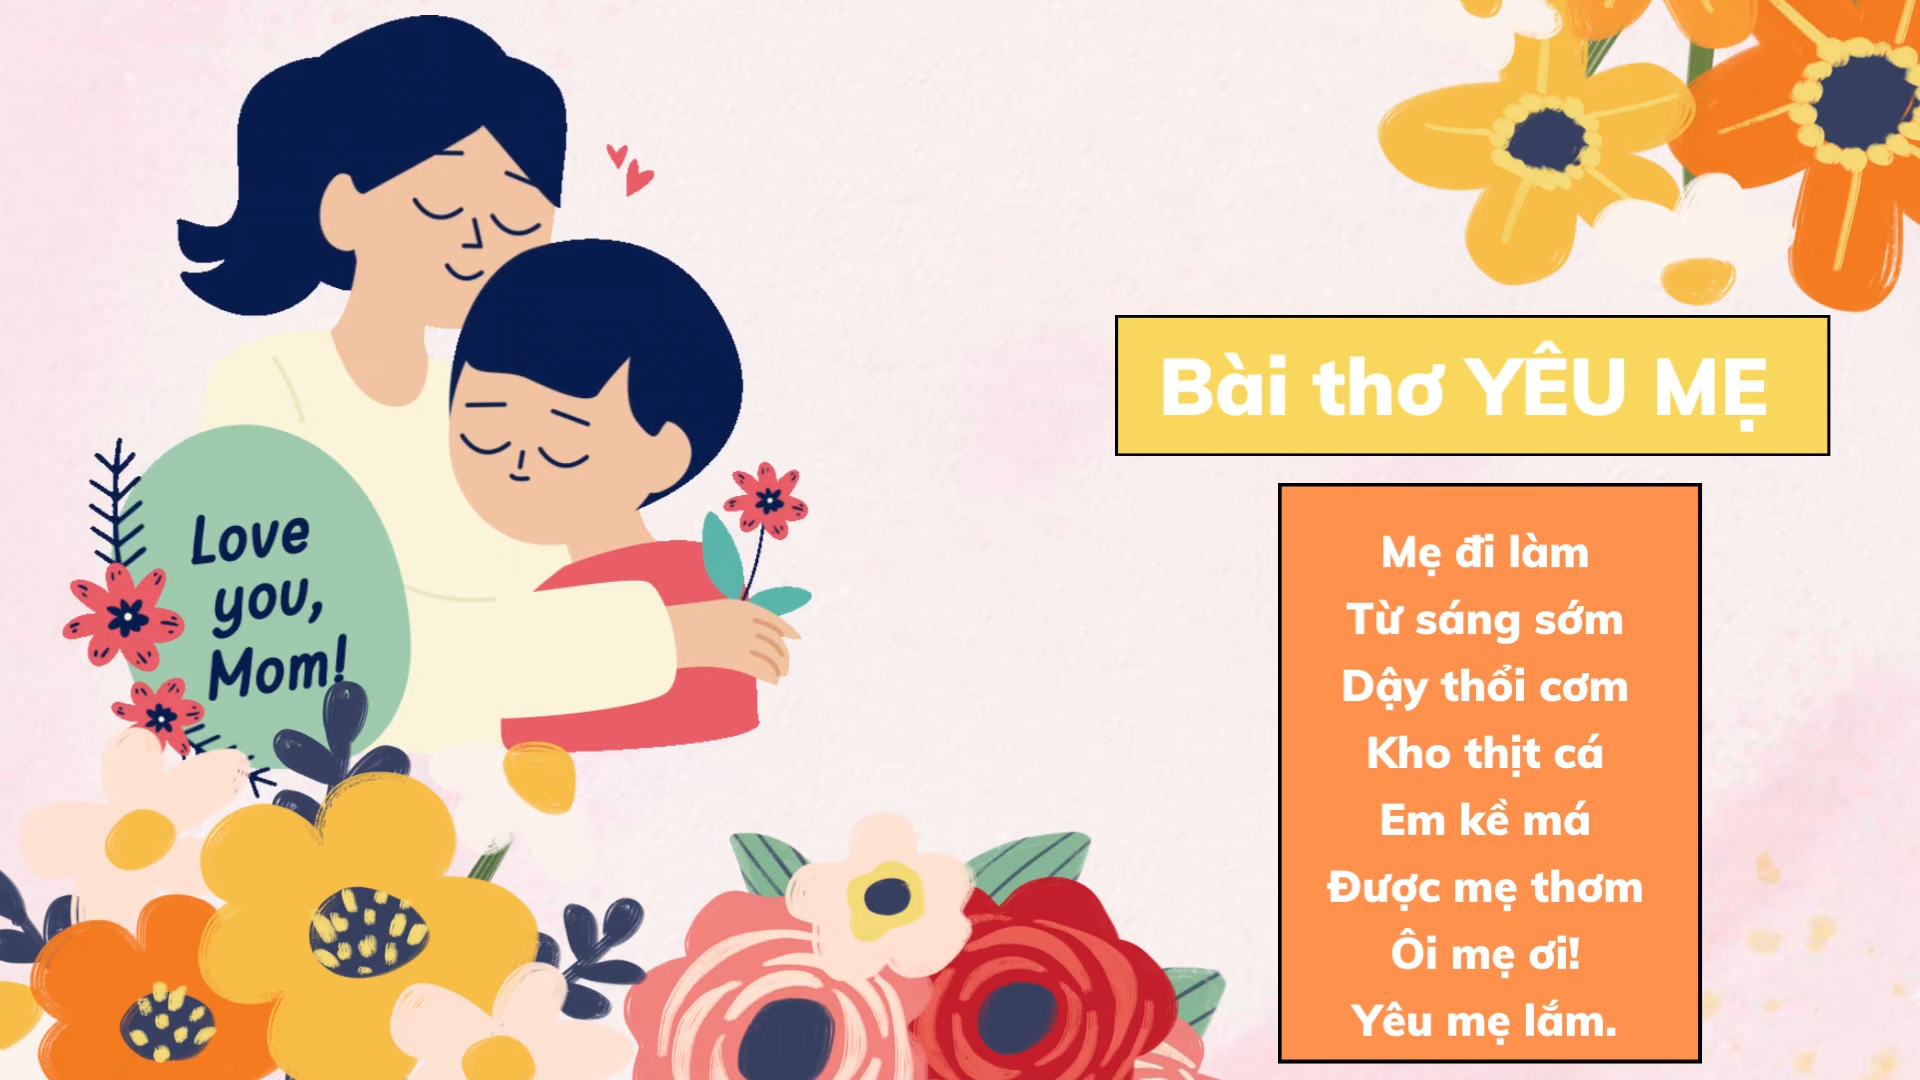 Love
you,
Mom!
Bài thơ YÊU MẸ
Mẹ đi làm
Từ sáng sớm
Dậy thổi cơm
Kho thịt cá
Em kề má
Được mẹ thơm
Ôi mẹ ơi!
Yêu mẹ lắm.